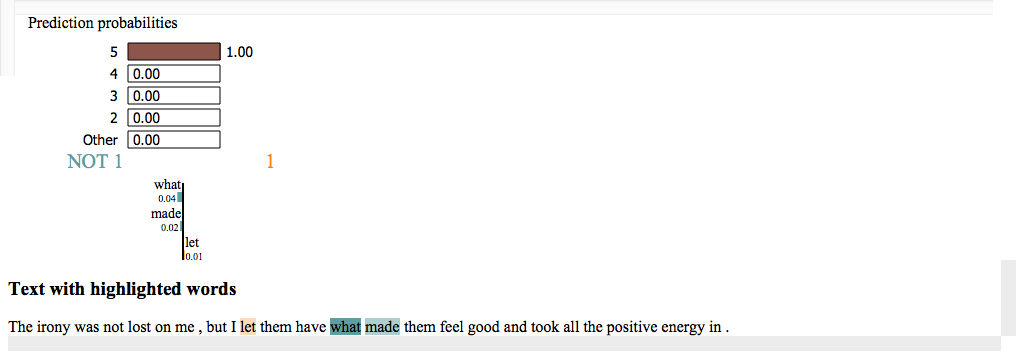 Prediction probabilities
5 1.00
4 0.00
3 0.00
2 0.00
Other 0.00
NOT 1 1
what
0.04
made
0.02
let
0.01
Text with highlighted words
The irony was not lost on me , but I let them have what made them feel good and took all the positive energy in .